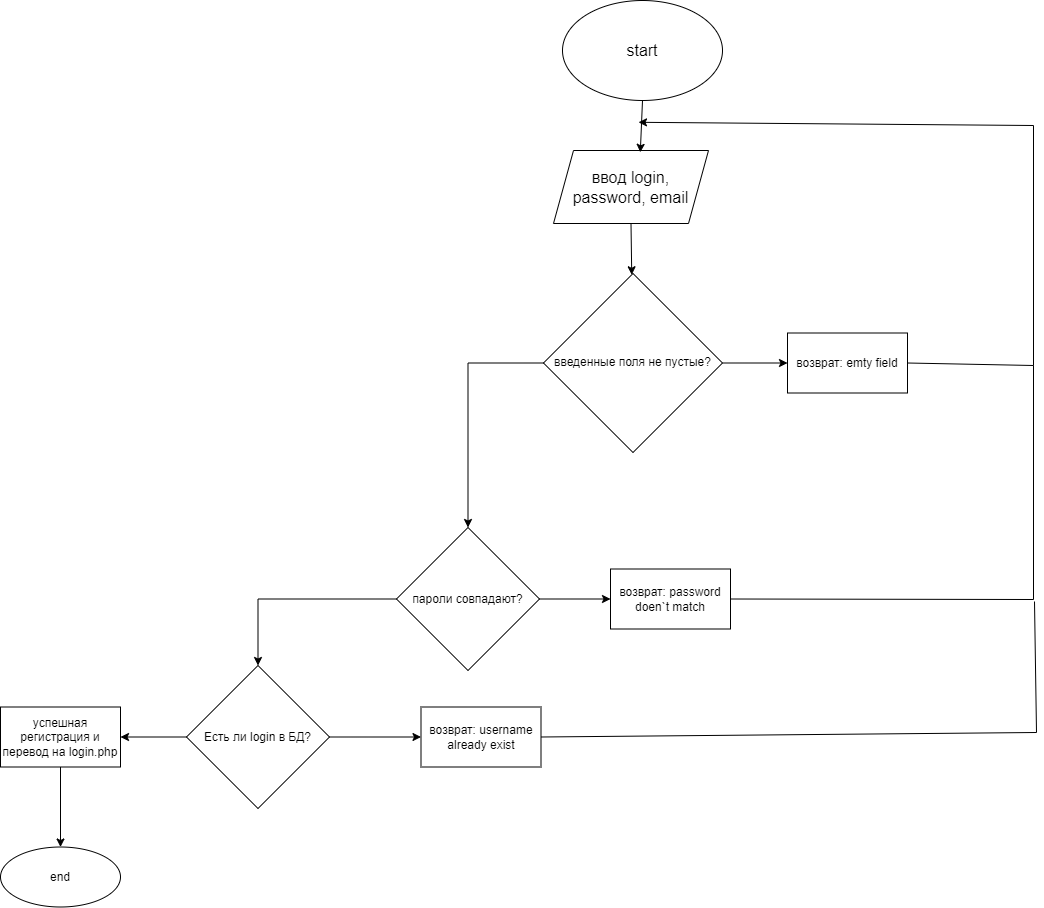 start
ввод login,
password, email
введенные поля не пустые?
возврат: emty field
пароли совпадают?
возврат: password
doen`t match
Есть ли login в БД?
возврат: username
already exist
успешная
регистрация и
перевод на login.php
end